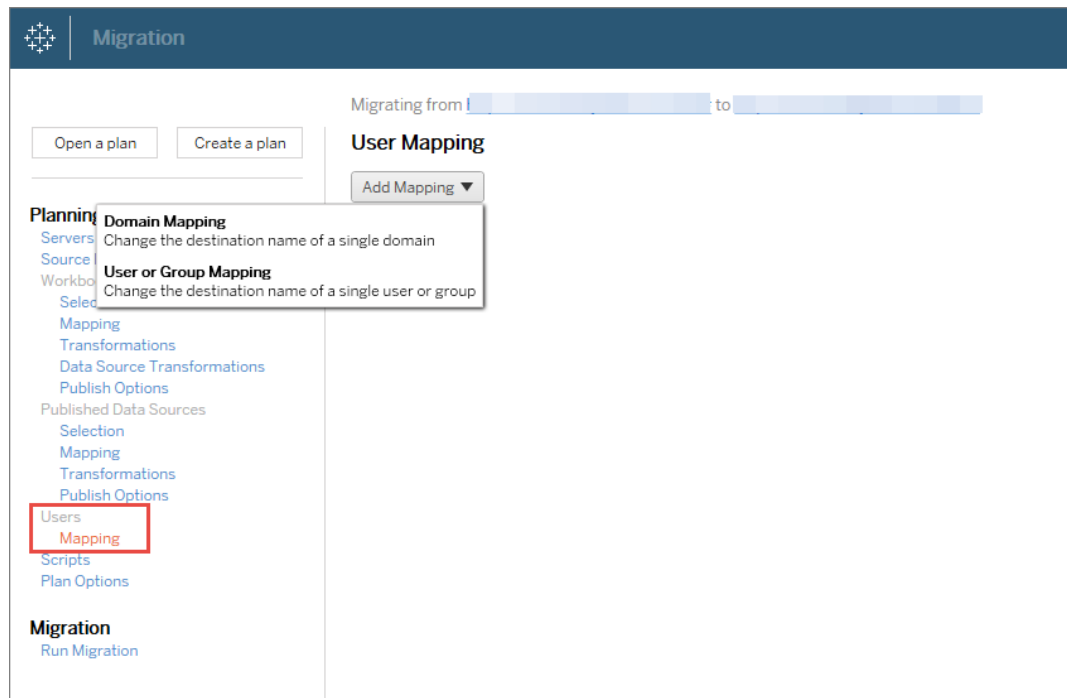 Migration
Migrating from to
Open a plan
Create a plan
User Mapping
Add Mapping ▼
Domain Mapping
Change the destination name of a single domain
User or Group Mapping
Change the destination name of a single user or group
Planning
Servers
Source
Selec
Mapping
Transformations
Data Source Transformations
Publish Options
Published Data Sources
Selection
Mapping
Transformations
Publish Options
Users
Mapping
Scripts
Plan Options
Migration
Run Migration